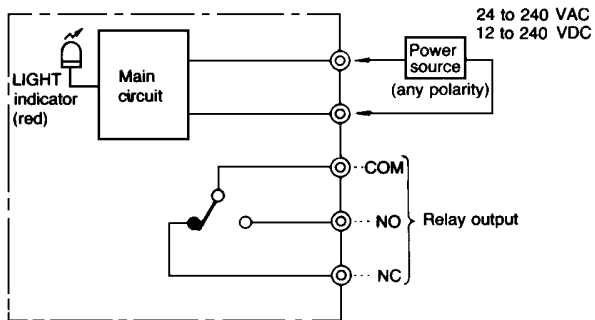 24 to 240 VAC
12 to 240 VDC
Power
source
(any polarity)
LIGHT
indicator
(red)
Main
circuit
COM
NO
NC
Relay output